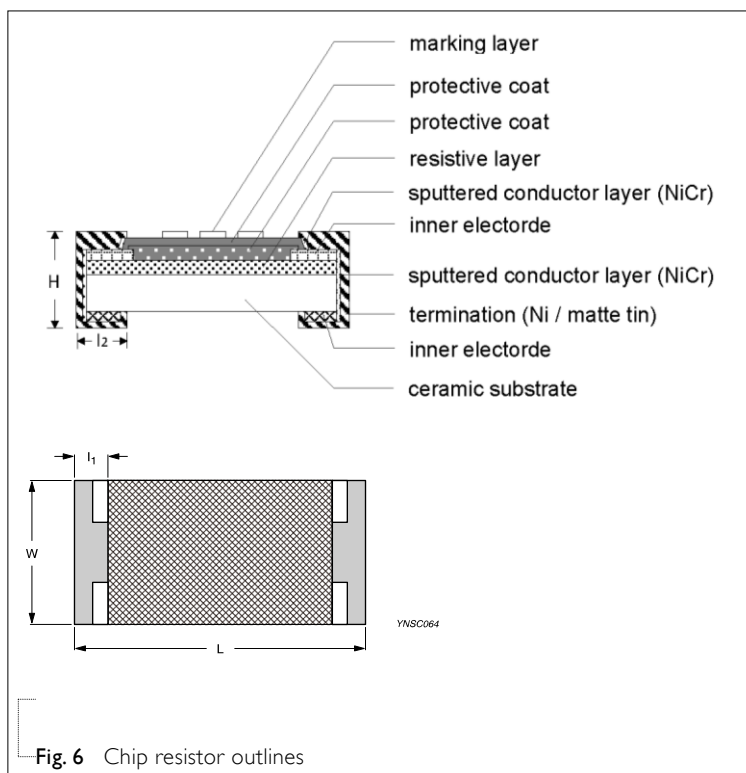 marking layer
protective coat
protective coat
resistive layer
sputtered conductor layer (NiCr)
inner electorde
sputtered conductor layer (NiCr)
termination (Ni / matte tin)
inner electorde
ceramic substrate
H
l2
l1
W
YNSC064
L
Fig. 6 Chip resistor outlines